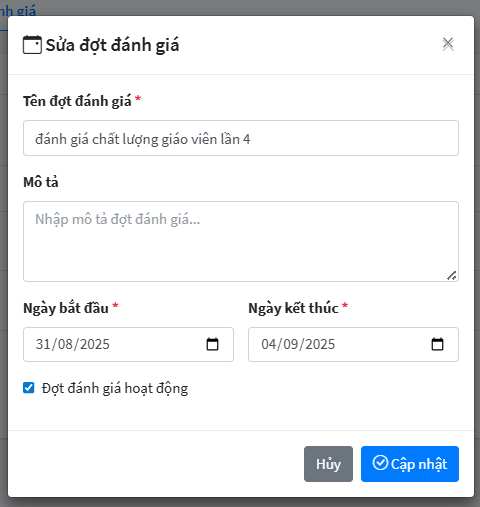 nh giá
Sửa đợt đánh giá
×
Tên đợt đánh giá *
đánh giá chất lượng giáo viên lần 4
Mô tả
Nhập mô tả đợt đánh giá...
Ngày bắt đầu * Ngày kết thúc *
31/08/2025 04/09/2025
Đợt đánh giá hoạt động
Hủy Cập nhật